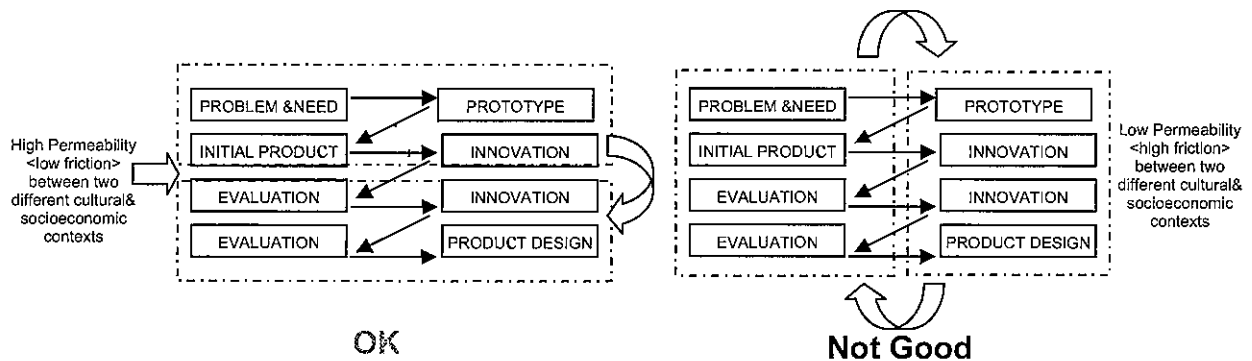 High Permeability
<low friction>
between two
different cultural&
socioeconomic
contexts
PROBLEM &NEED
PROTOTYPE
INITIAL PRODUCT
INNOVATION
EVALUATION
INNOVATION
EVALUATION
PRODUCT DESIGN
OK
PROBLEM &NEED
PROTOTYPE
INITIAL PRODUCT
INNOVATION
EVALUATION
INNOVATION
EVALUATION
PRODUCT DESIGN
Low Permeability
<high friction>
between two
different cultural
&socioeconomic
contexts
Not Good